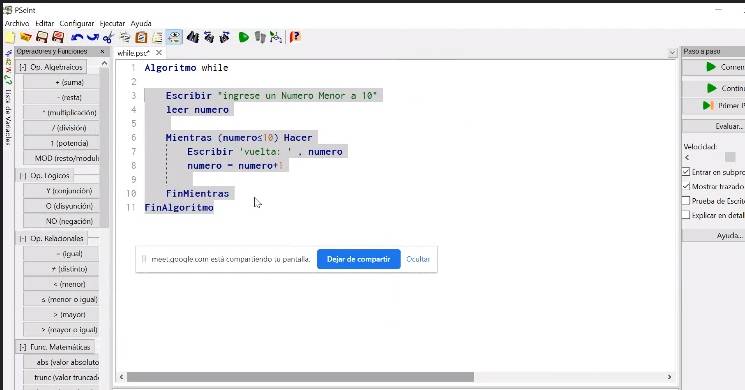 PSeInt
Archivo Editar Configurar Ejecutar Ayuda
Operadores y Funciones
while.psc*
Paso a paso
Lista de Variables
[-] Op. Algebraicos
+ (suma)
- (resta)
* (multiplicación)
/ (división)
↑ (potencia)
MOD (resto/modulo
[-] Op. Lógicos
Y (conjunción)
O (disyunción)
NO (negación)
[-] Op. Relacionales
= (igual)
≠ (distinto)
< (menor)
≤ (menor o igual)
> (mayor)
> (mayor o igual)
[-] Func. Matemáticas
abs (valor absoluto
trunc (valor truncado
1 Algoritmo while
2
3 Escribir "ingrese un Numero Menor a 10"
4 leer numero
5
6 Mientras (numero≤10) Hacer
7 Escribir 'vuelta: ' , numero
8 numero = numero+1
9
10 FinMientras
11 FinAlgoritmo
meet.google.com está compartiendo tu pantalla.
Dejar de compartir
Ocultar
Comen
Contin
Primer P
Evaluar...
Velocidad:
Entrar en subpro
Mostrar trazado
Prueba de Escrit
Explicar en detal
Ayuda...